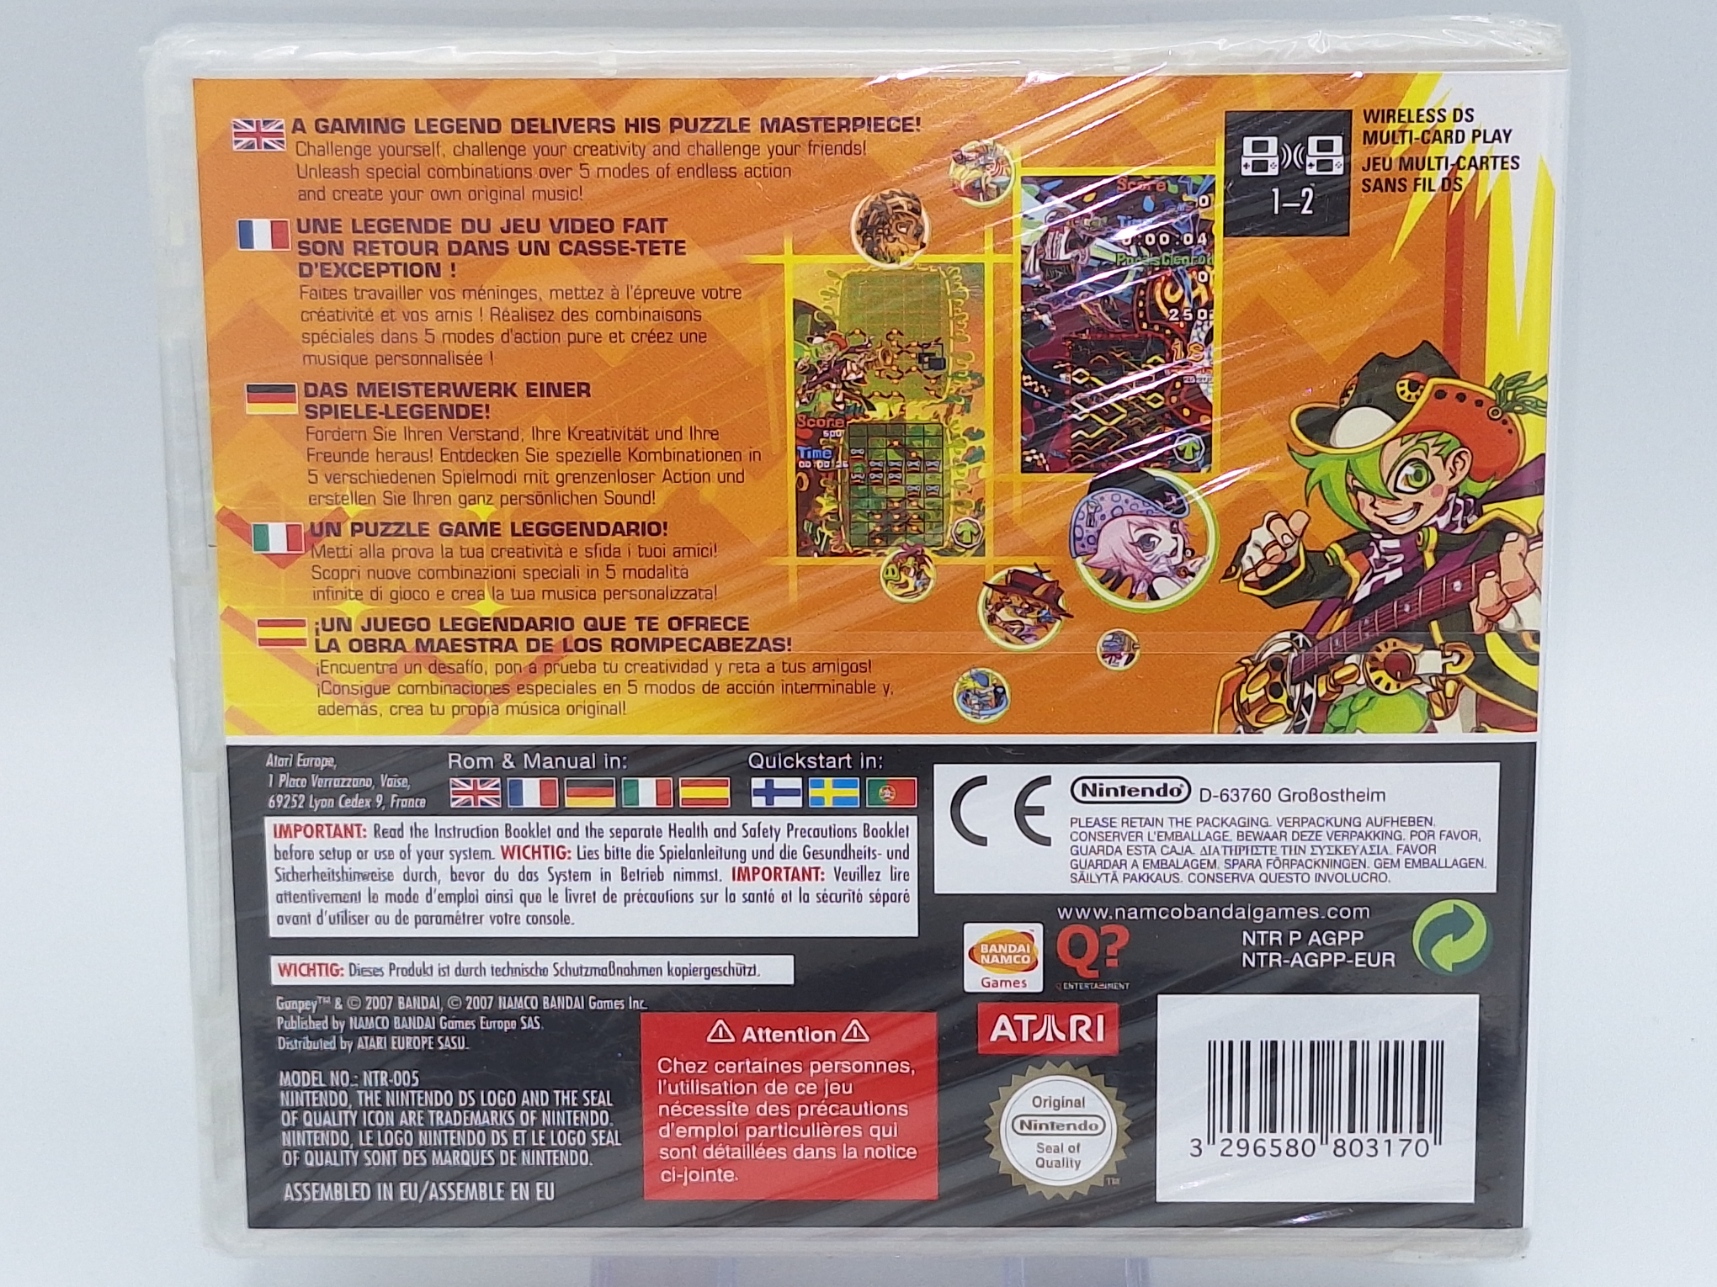 A GAMING LEGEND DELIVERS HIS PUZZLE MASTERPIECE!
Challenge yourself, challenge your creativity and challenge your friends!
Unleash special combinations over 5 modes of endless action
and create your own original music!
UNE LEGENDE DU JEU VIDEO FAIT
SON RETOUR DANS UN CASSE-TETE
D'EXCEPTION !
Faites travailler vos méninges, mettez à l'épreuve votre
créativité et vos amis ! Réalisez des combinaisons
spéciales dans 5 modes d'action pure et créez une
musique personnalisée !
DAS MEISTERWERK EINER
SPIELE-LEGENDE!
Fordern Sie Ihren Verstand, Ihre Kreativität und Ihre
Freunde heraus! Entdecken Sie spezielle Kombinationen in
5 verschiedenen Spielmodi mit grenzenloser Action und
erstellen Sie Ihren ganz persönlichen Sound!
UN PUZZLE GAME LEGGENDARIO!
Metti alla prova la tua creatività e sfida i tuoi amici!
Scopri nuove combinazioni speciali in 5 modalità
infinite di gioco e crea la tua musica personalizzata!
¡UN JUEGO LEGENDARIO QUE TE OFRECE
LA OBRA MAESTRA DE LOS ROMPECABEZAS!
¡Encuentra un desafío, pon a prueba tu creatividad y reta a tus amigos!
¡Consigue combinaciones especiales en 5 modos de acción interminable y,
además, crea tu propia música original!
WIRELESS DS
MULTI-CARD PLAY
JEU MULTI-CARTES
SANS FIL DS
1–2
Score
Time
0:00:04
250
Score
500
Time
Atari Europe,
1 Place Verrazzano, Vaise,
69252 Lyon Cedex 9, France
Rom & Manual in:
Quickstart in:
IMPORTANT: Read the Instruction Booklet and the separate Health and Safety Precautions Booklet
before setup or use of your system. WICHTIG: Lies bitte die Spielanleitung und die Gesundheits- und
Sicherheitshinweise durch, bevor du das System in Betrieb nimmst. IMPORTANT: Veuillez lire
attentivement le mode d'emploi ainsi que le livret de précautions sur la santé et la sécurité séparé
avant d'utiliser ou de paramétrer votre console.
WICHTIG: Dieses Produkt ist durch technische Schutzmaßnahmen kopiergeschützt.
Gunpey™ & © 2007 BANDAI, © 2007 NAMCO BANDAI Games Inc.
Published by NAMCO BANDAI Games Europe SAS.
Distributed by ATARI EUROPE SASU.
MODEL NO.: NTR-005
NINTENDO, THE NINTENDO DS LOGO AND THE SEAL
OF QUALITY ICON ARE TRADEMARKS OF NINTENDO.
NINTENDO, LE LOGO NINTENDO DS ET LE LOGO SEAL
OF QUALITY SONT DES MARQUES DE NINTENDO.
ASSEMBLED IN EU/ASSEMBLE EN EU
Attention
Chez certaines personnes,
l'utilisation de ce jeu
nécessite des précautions
d'emploi particulières qui
sont détaillées dans la notice
ci-jointe.
CE
Nintendo D-63760 Großostheim
PLEASE RETAIN THE PACKAGING. VERPACKUNG AUFHEBEN.
CONSERVER L'EMBALLAGE. BEWAAR DEZE VERPAKKING. POR FAVOR,
GUARDA ESTA CAJA. ΔΙΑΤΗΡΗΣΤΕ ΤΗΝ ΣΥΣΚΕΥΑΣΙΑ. FAVOR
GUARDAR A EMBALAGEM. SPARA FÖRPACKNINGEN. GEM EMBALLAGEN.
SÄILYTÄ PAKKAUS. CONSERVA QUESTO INVOLUCRO.
www.namcobandaigames.com
BANDAI
NAMCO
Games
Q?
Q ENTERTAINMENT
NTR P AGPP
NTR-AGPP-EUR
ATARI
Original
Nintendo
Seal of
Quality
TM
3 296580 803170